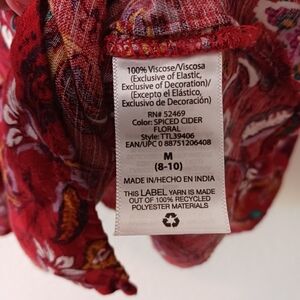 100% Viscose/Viscosa
(Exclusive of Elastic,
Exclusive of Decoration)/
(Excepto el Elástico,
Exclusivo de Decoración)
RN# 52469
Color: SPICED CIDER
FLORAL
Style: TTL39406
EAN/UPC 0 88751206408
M
(8-10)
MADE IN/HECHO EN INDIA
THIS LABEL YARN IS MADE
OUT OF 100% RECYCLED
POLYESTER MATERIALS